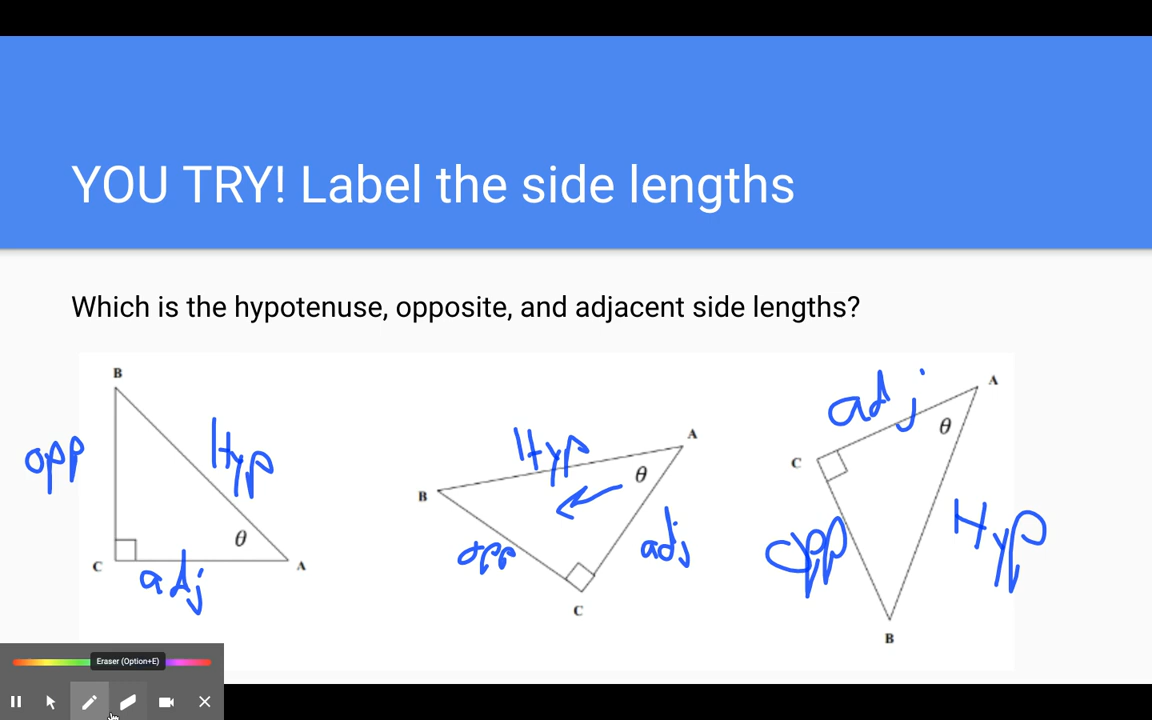 YOU TRY! Label the side lengths
Which is the hypotenuse, opposite, and adjacent side lengths?
B
opp
Hyp
θ
C
adj
A
Hyp
A
B
θ
opp
adj
C
adj
A
θ
C
opp
Hyp
B
Eraser (Option+E)